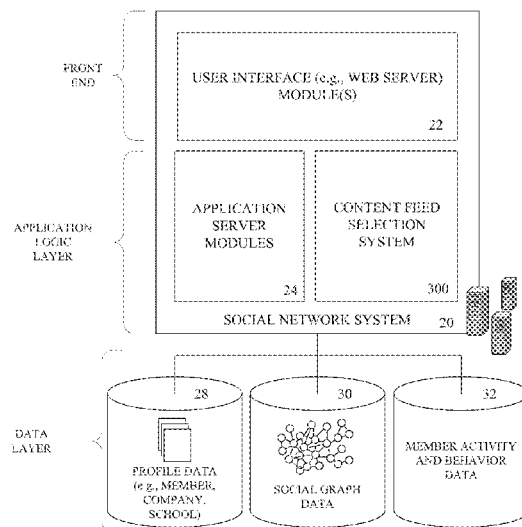 FRONT
END
USER INTERFACE (e.g., WEB SERVER)
MODULE(S)
22
APPLICATION
LOGIC
LAYER
APPLICATION
SERVER
MODULES
24
CONTENT FEED
SELECTION
SYSTEM
300
SOCIAL NETWORK SYSTEM
20
DATA
LAYER
28
PROFILE DATA
(e.g., MEMBER,
COMPANY,
SCHOOL)
30
SOCIAL GRAPH
DATA
32
MEMBER ACTIVITY
AND BEHAVIOR
DATA